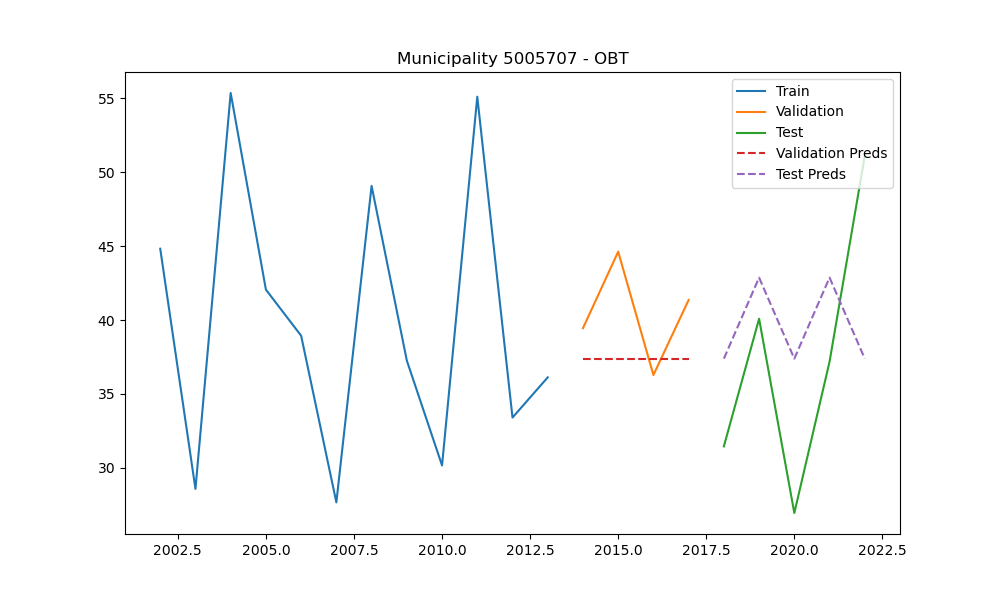 Municipality 5005707 - OBT
Train
Validation
Test
Validation Preds
Test Preds
55
50
45
40
35
30
2002.5 2005.0 2007.5 2010.0 2012.5 2015.0 2017.5 2020.0 2022.5